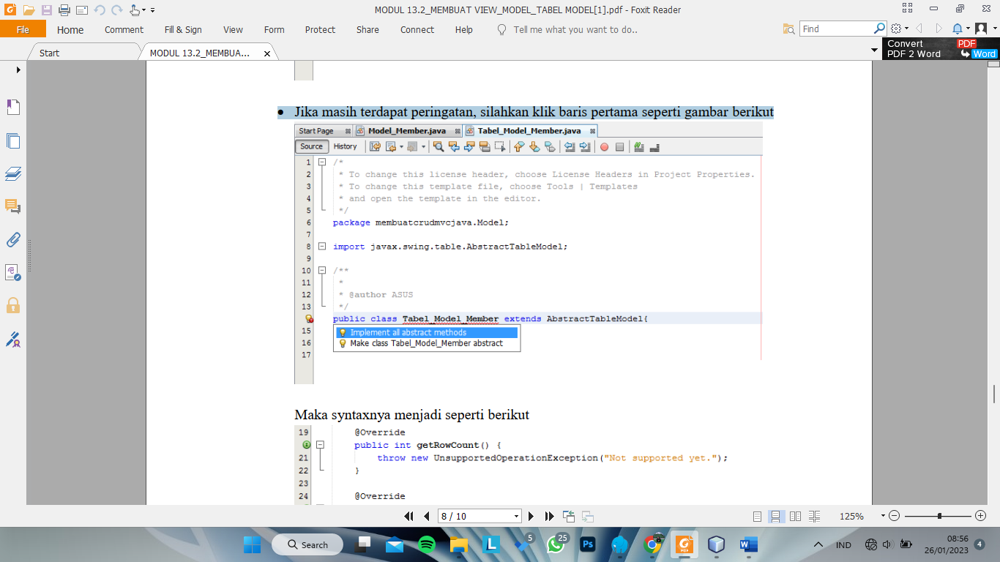 MODUL 13.2_MEMBUAT VIEW_MODEL_TABEL MODEL[1].pdf - Foxit Reader
File Home Comment Fill & Sign View Form Protect Share Connect Help Tell me what you want to do.. Find
Start MODUL 13.2_MEMBUA... Convert PDF
PDF 2 Word Word
• Jika masih terdapat peringatan, silahkan klik baris pertama seperti gambar berikut
Start Page Model_Member.java Tabel_Model_Member.java
Source History
1 /*
2 * To change this license header, choose License Headers in Project Properties.
3 * To change this template file, choose Tools | Templates
4 * and open the template in the editor.
5 */
6 package membuatcrudmvcjava.Model;
7
8 import javax.swing.table.AbstractTableModel;
9
10 /**
11 *
12 * @author ASUS
13 */
public class Tabel_Model_Member extends AbstractTableModel{
15 Implement all abstract methods
16 Make class Tabel_Model_Member abstract
17
Maka syntaxnya menjadi seperti berikut
19 @Override
public int getRowCount() {
21 throw new UnsupportedOperationException("Not supported yet.");
22 }
23
24 @Override
8 / 10 125%
Search 5 25 L Ps PDF W IND 08:56
26/01/2023 4